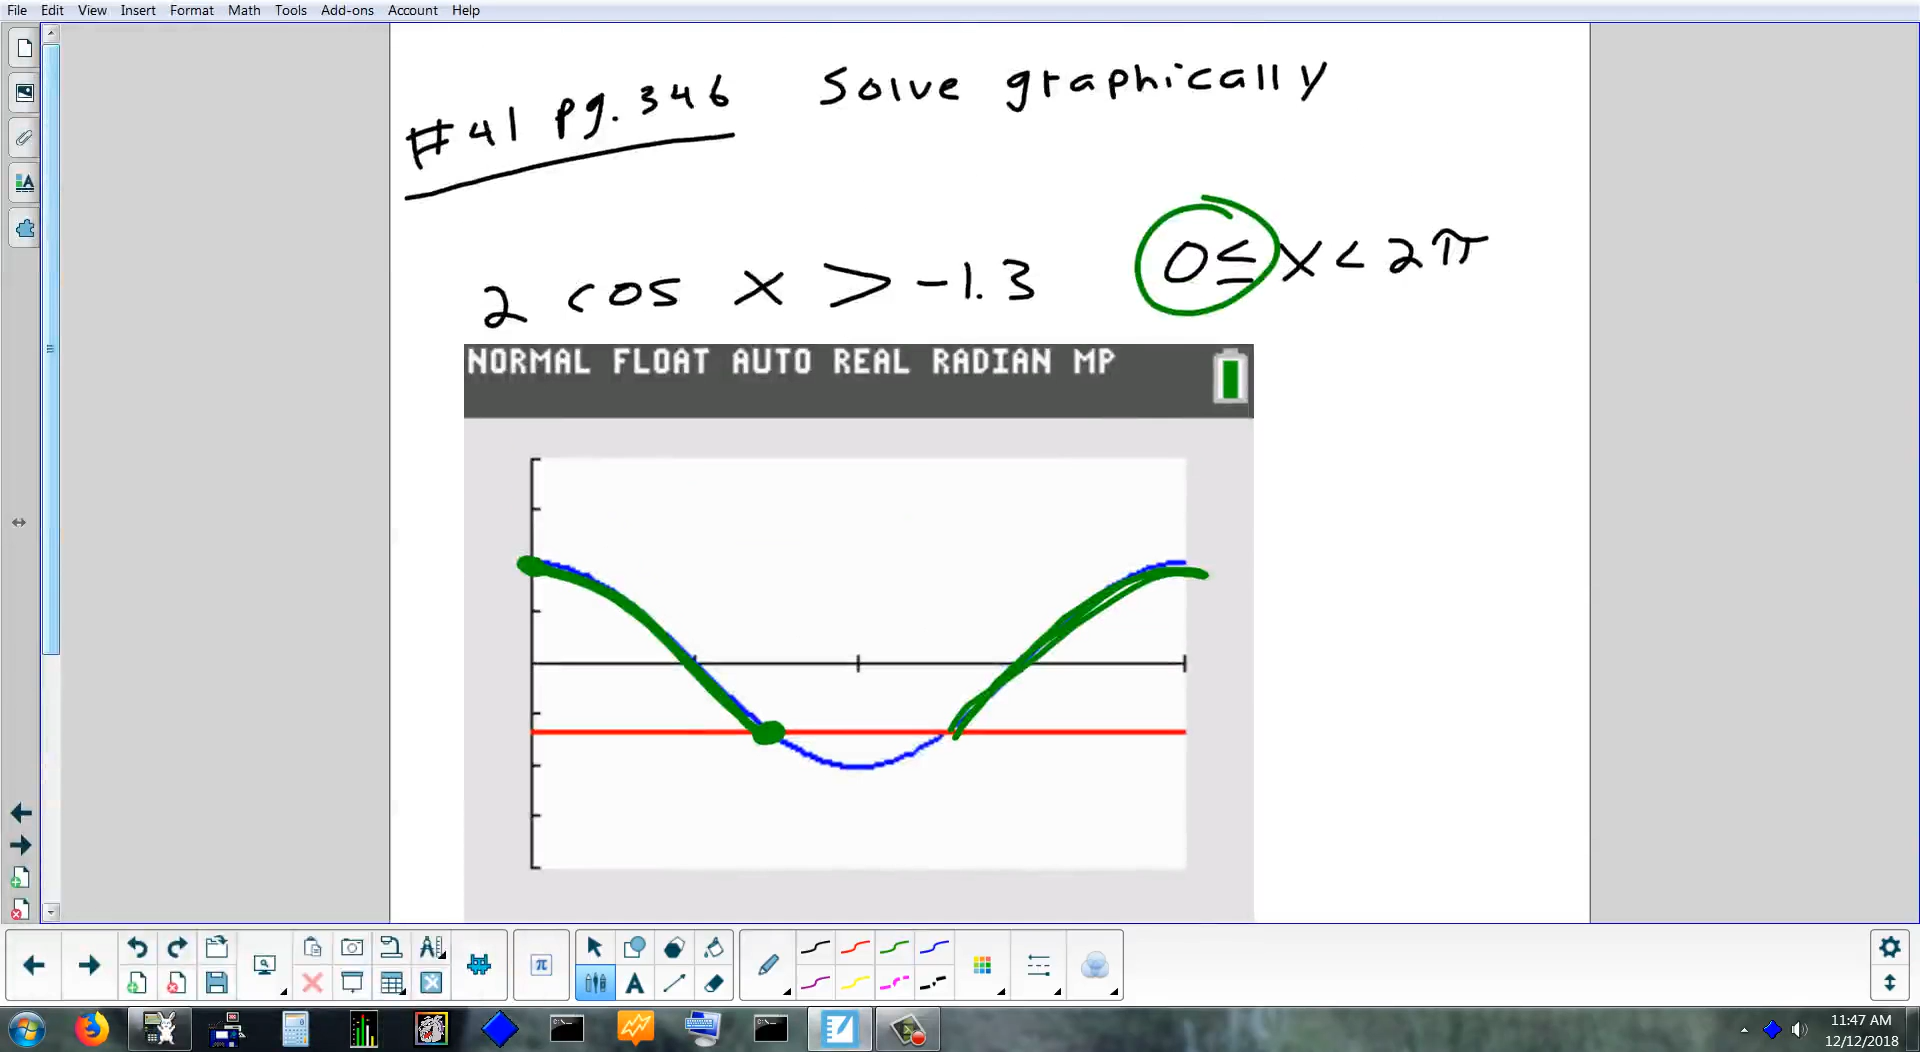 File Edit View Insert Format Math Tools Add-ons Account Help
#41 pg. 346 Solve graphically
2 cos x > -1.3 0 ≤ x < 2π
NORMAL FLOAT AUTO REAL RADIAN MP
π
A
11:47 AM
12/12/2018